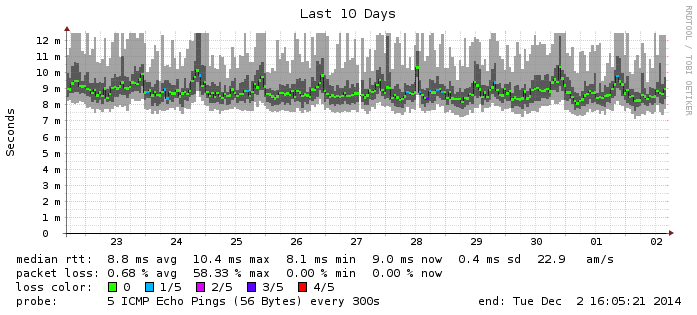 Last 10 Days
RRDTOOL / TOBI OETIKER
Seconds
12 m
11 m
10 m
9 m
8 m
7 m
6 m
5 m
4 m
3 m
2 m
1 m
0
23 24 25 26 27 28 29 30 01 02
median rtt: 8.8 ms avg 10.4 ms max 8.1 ms min 9.0 ms now 0.4 ms sd 22.9 am/s
packet loss: 0.68 % avg 58.33 % max 0.00 % min 0.00 % now
loss color: 0 1/5 2/5 3/5 4/5
probe: 5 ICMP Echo Pings (56 Bytes) every 300s end: Tue Dec 2 16:05:21 2014